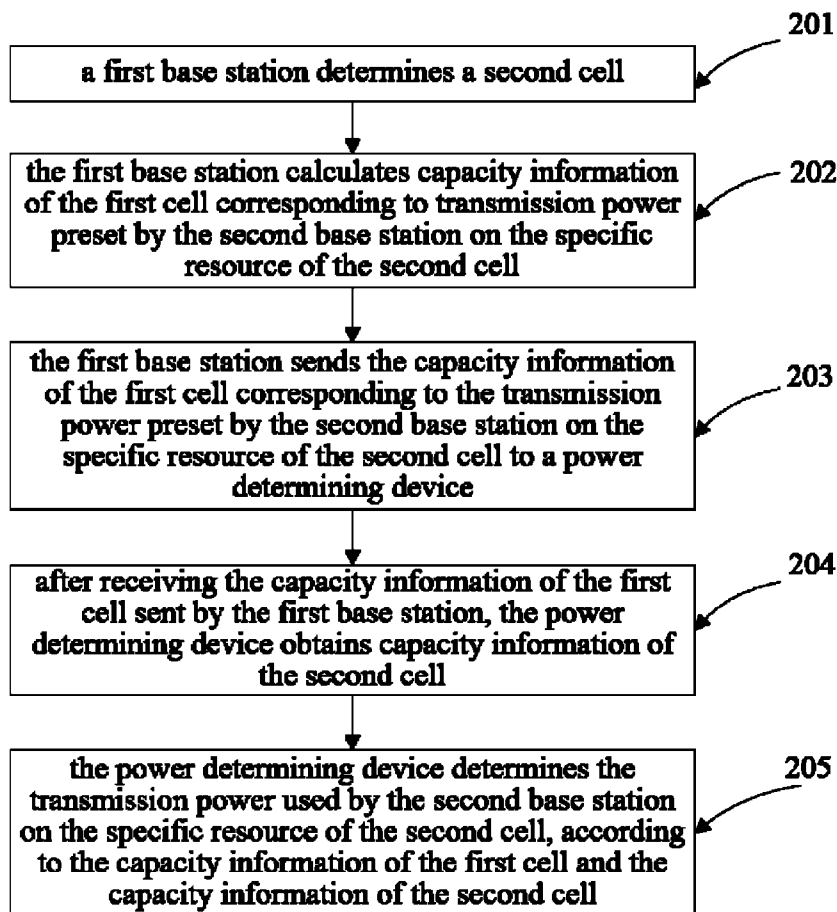 201
a first base station determines a second cell
the first base station calculates capacity information
of the first cell corresponding to transmission power
preset by the second base station on the specific
resource of the second cell
202
the first base station sends the capacity information
of the first cell corresponding to the transmission
power preset by the second base station on the
specific resource of the second cell to a power
determining device
203
after receiving the capacity information of the first
cell sent by the first base station, the power
determining device obtains capacity information of
the second cell
204
the power determining device determines the
transmission power used by the second base station
on the specific resource of the second cell, according
to the capacity information of the first cell and the
capacity information of the second cell
205